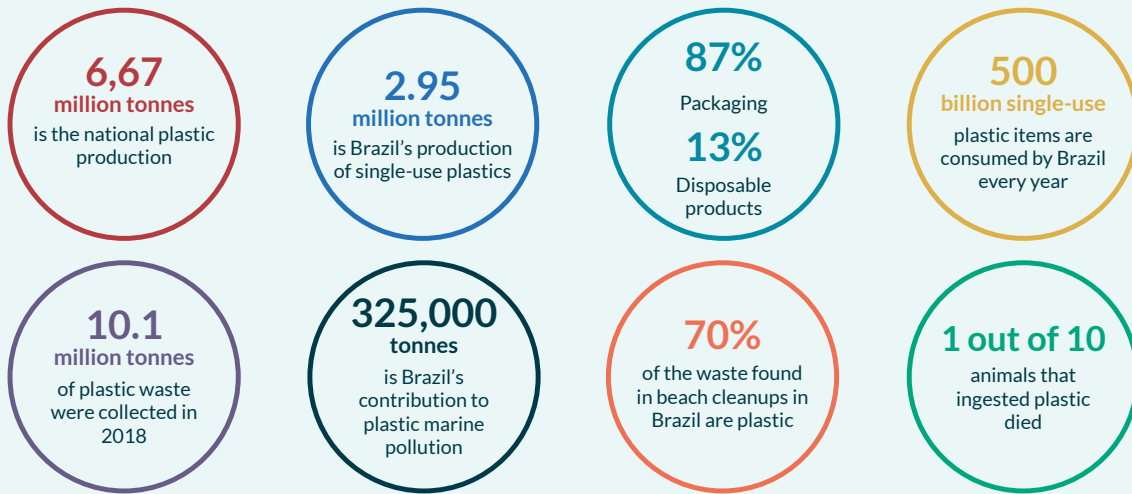 6,67
million tonnes
is the national plastic
production
2.95
million tonnes
is Brazil's production
of single-use plastics
87%
Packaging
13%
Disposable
products
500
billion single-use
plastic items are
consumed by Brazil
every year
10.1
million tonnes
of plastic waste
were collected in
2018
325,000
tonnes
is Brazil's
contribution to
plastic marine
pollution
70%
of the waste found
in beach cleanups in
Brazil are plastic
1 out of 10
animals that
ingested plastic
died